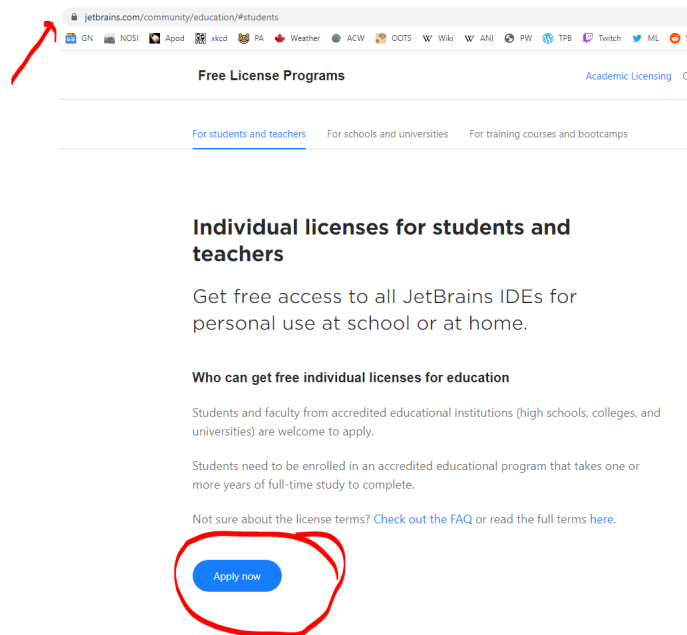 jetbrains.com/community/education/#students
GN NOSI Apod xkcd PA Weather ACW OOTS W Wiki W ANI PW TPB Twitch ML
Free License Programs
Academic Licensing
For students and teachers For schools and universities For training courses and bootcamps
Individual licenses for students and
teachers
Get free access to all JetBrains IDEs for
personal use at school or at home.
Who can get free individual licenses for education
Students and faculty from accredited educational institutions (high schools, colleges, and
universities) are welcome to apply.
Students need to be enrolled in an accredited educational program that takes one or
more years of full-time study to complete.
Not sure about the license terms? Check out the FAQ or read the full terms here.
Apply now